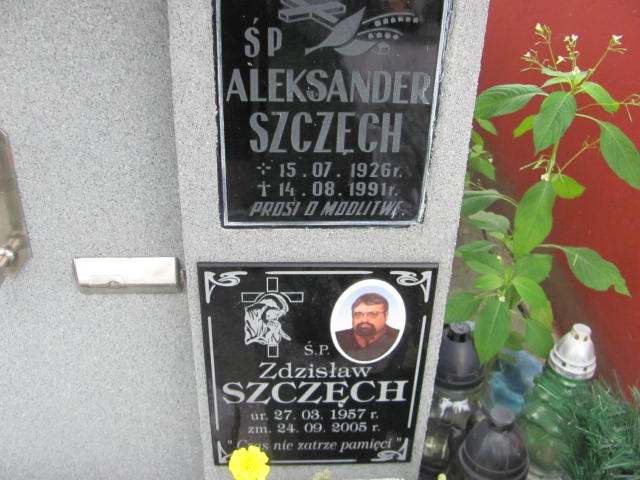 ŚP
ALEKSANDER
SZCZĘCH
15.07.1926r.
✝ 14.08.1991r.
PROSI O MODLITWĘ.
Ś.P.
Zdzisław
SZCZĘCH
ur. 27. 03. 1957 r.
zm. 24. 09. 2005 r.
" Czas nie zatrze pamięci "